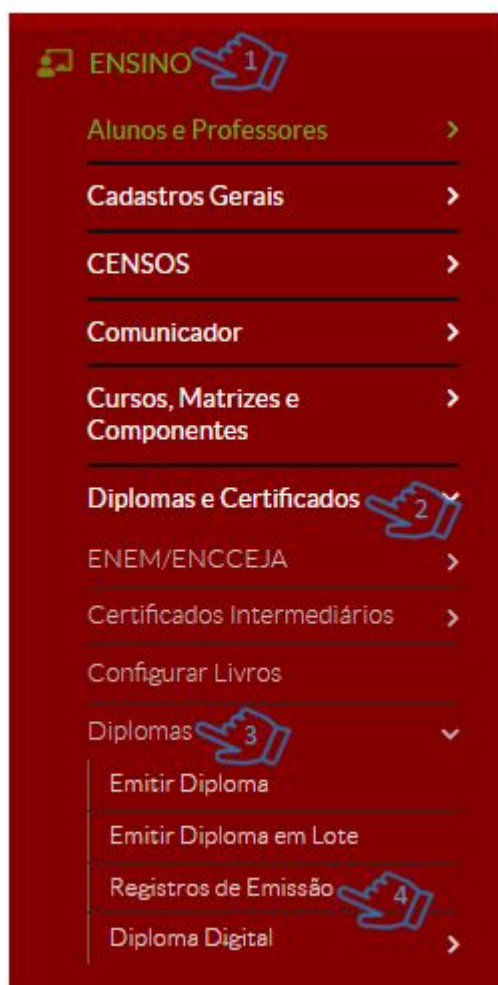 ENSINO 1
Alunos e Professores
Cadastros Gerais
CENSOS
Comunicador
Cursos, Matrizes e
Componentes
Diplomas e Certificados 2
ENEM/ENCCEJA
Certificados Intermediários
Configurar Livros
Diplomas 3
Emitir Diploma
Emitir Diploma em Lote
Registros de Emissão 4
Diploma Digital